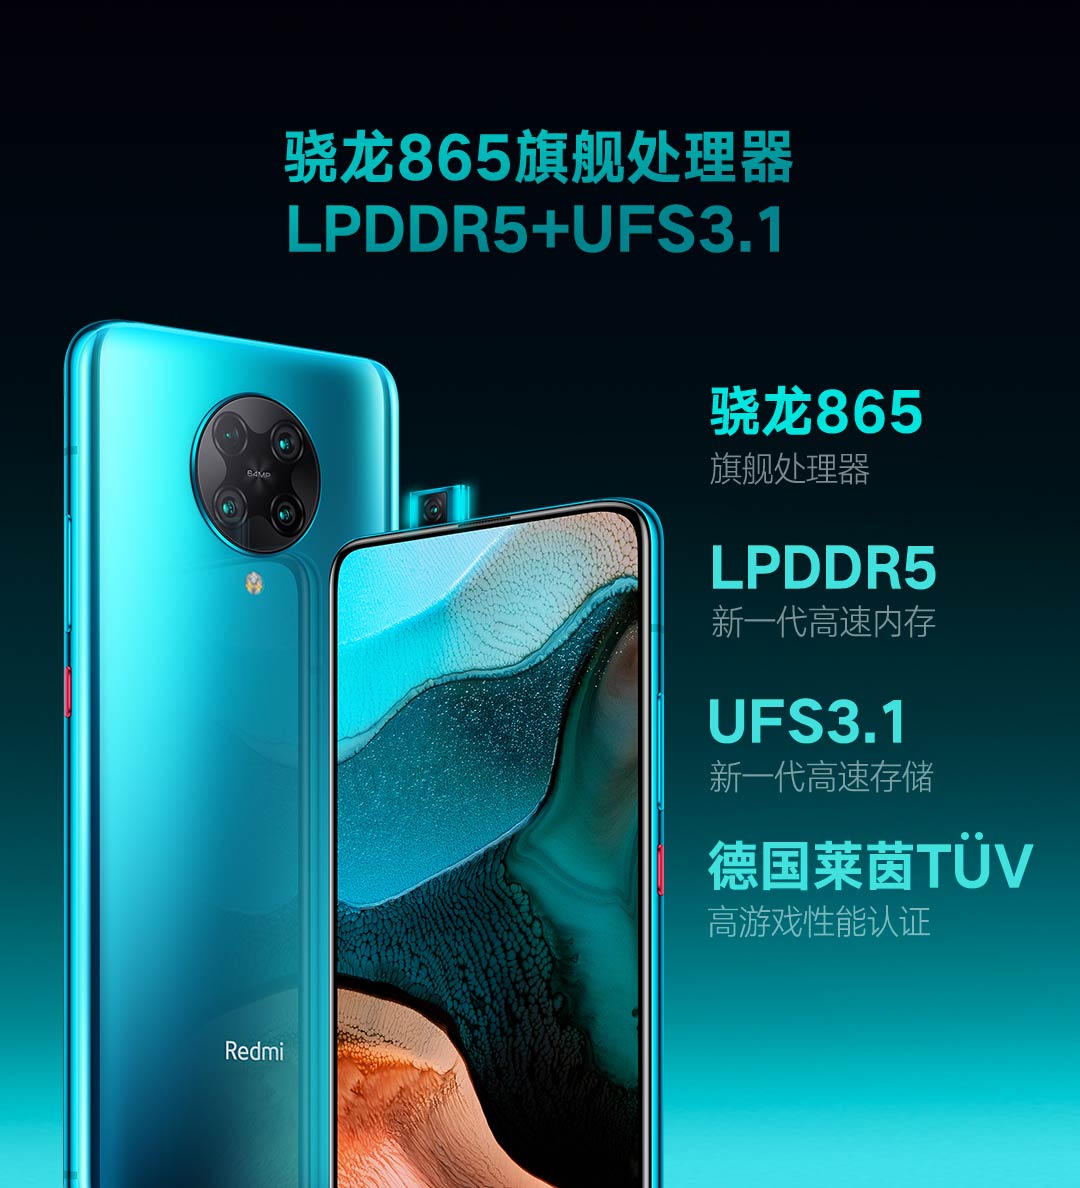 骁龙865旗舰处理器
LPDDR5+UFS3.1
骁龙865
旗舰处理器
LPDDR5
新一代高速内存
UFS3.1
新一代高速存储
德国莱茵TÜV
高游戏性能认证
64MP
Redmi